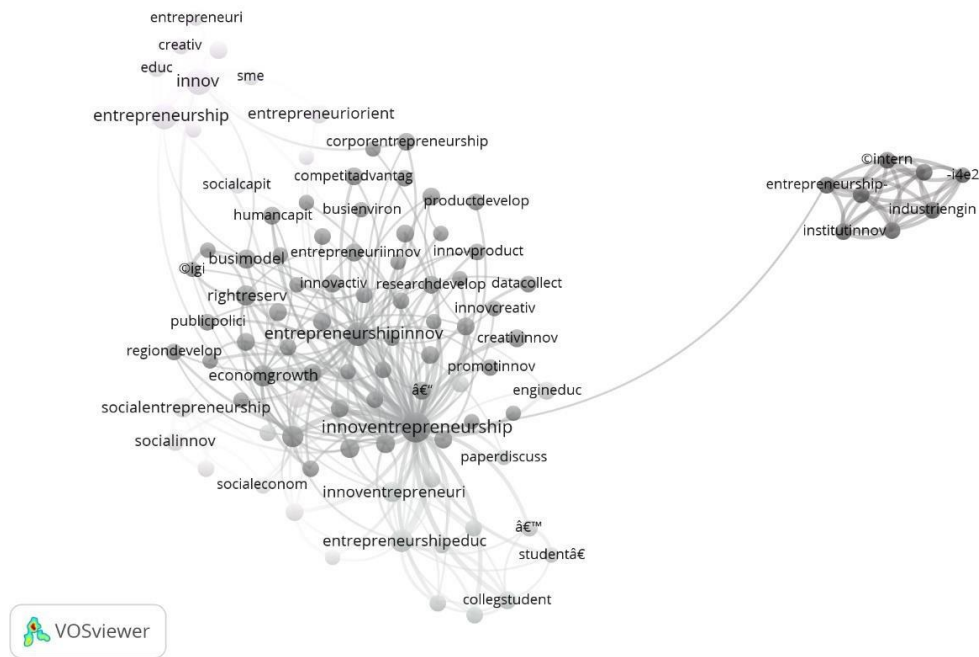 entrepreneuri
creativ
educ
innov
sme
entrepreneurship
entrepreneuriorient
corporentrepreneurship
©intern
-i4e2
socialcapit
competitadvantag
entrepreneurship-
humancapit
busienviron
productdevelop
industriengin
institutinnov
busimodel
entrepreneuriinnov
innovproduct
©igi
innovactiv
researchdevelop
datacollect
rightreserv
innovcreativ
publicpolici
entrepreneurshipinnov
creativinnov
regiondevelop
promotinnov
economgrowth
â€“
engineduc
socialentrepreneurship
innoventrepreneurship
socialinnov
paperdiscuss
socialeconom
innoventrepreneuri
â€™
entrepreneurshipeduc
studentâ€
collegstudent
VOSviewer